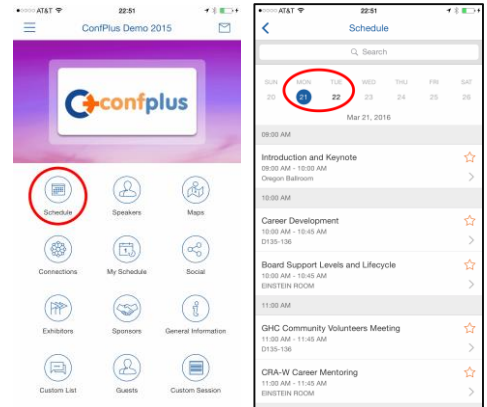 AT&T 22:51
ConfPlus Demo 2015
confplus
Schedule Speakers Maps
Connections My Schedule Social
Exhibitors Sponsors General Information
Custom List Guests Custom Session
AT&T 22:51
Schedule
Search
SUN MON TUE WED THU FRI SAT
20 21 22 23 24 25 26
Mar 21, 2016
09:00 AM
Introduction and Keynote
09:00 AM - 10:00 AM
Oregon Ballroom
10:00 AM
Career Development
10:00 AM - 10:45 AM
D135-136
Board Support Levels and Lifecycle
10:00 AM - 10:45 AM
EINSTEIN ROOM
11:00 AM
GHC Community Volunteers Meeting
11:00 AM - 11:45 AM
D135-136
CRA-W Career Mentoring
11:00 AM - 11:45 AM
EINSTEIN ROOM